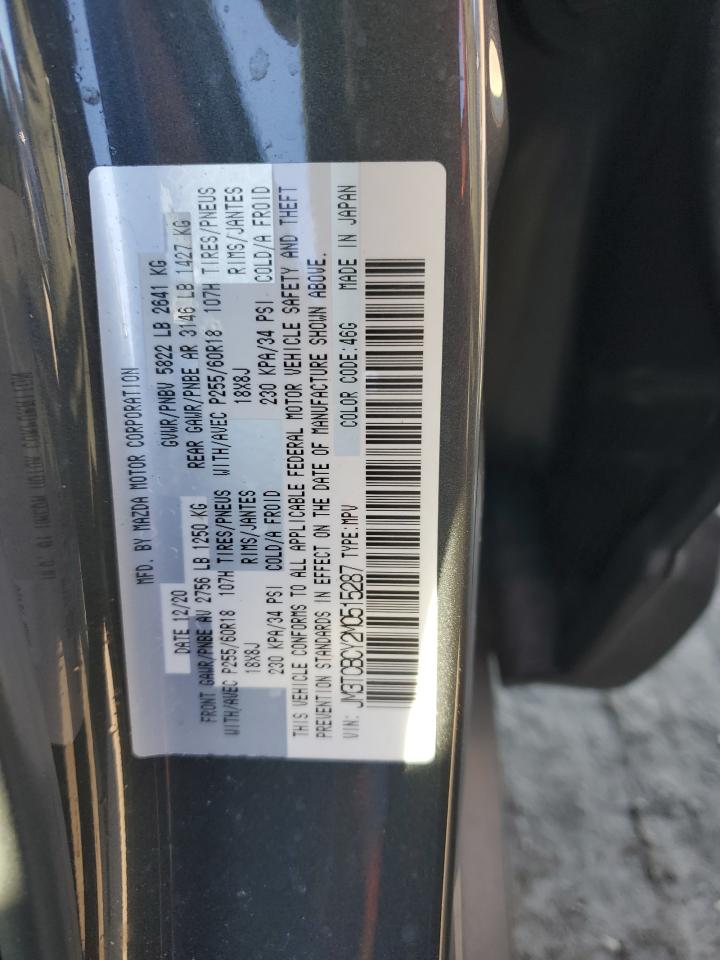 MFD. BY MAZDA MOTOR CORPORATION
DATE 12/20 GVWR/PNBV 5822 LB 2641 KG
FRONT GAWR/PNBE AV 2756 LB 1250 KG REAR GAWR/PNBE AR 3146 LB 1427 KG
WITH/AVEC P255/60R18 107H TIRES/PNEUS WITH/AVEC P255/60R18 107H TIRES/PNEUS
18X8J RIMS/JANTES 18X8J RIMS/JANTES
230 KPA/34 PSI COLD/A FROID 230 KPA/34 PSI COLD/A FROID
THIS VEHICLE CONFORMS TO ALL APPLICABLE FEDERAL MOTOR VEHICLE SAFETY AND THEFT
PREVENTION STANDARDS IN EFFECT ON THE DATE OF MANUFACTURE SHOWN ABOVE.
VIN: JM3TCBCY2M0515287 TYPE:MPV COLOR CODE:46G MADE IN JAPAN